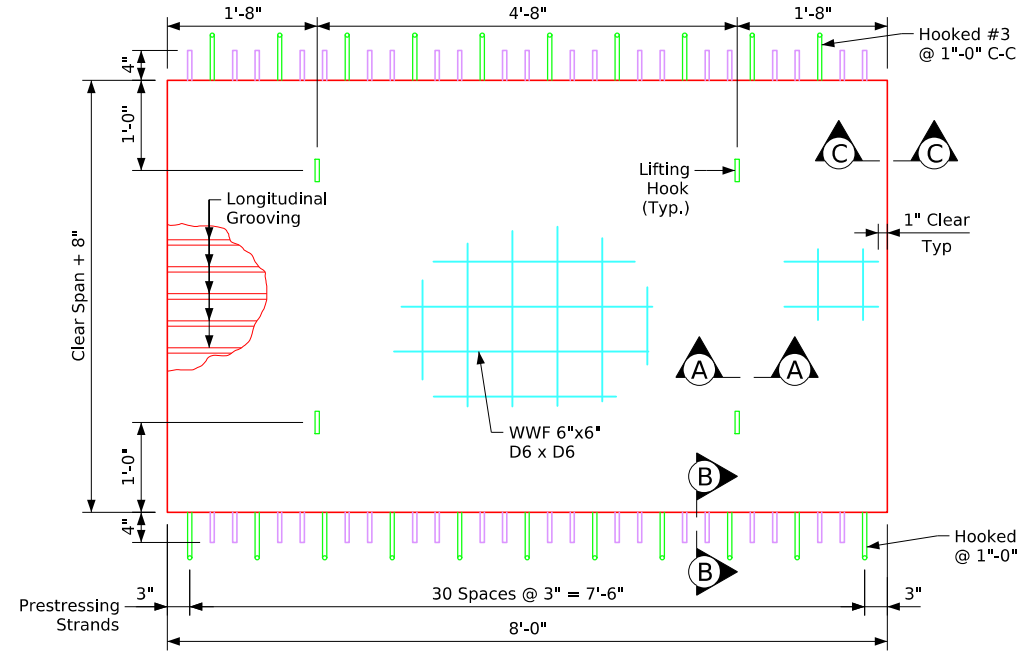 1'-8"
4'-8"
1'-8"
Hooked #3
@ 1"-0" C-C
4"
1'-0"
C
C
Lifting
Hook
(Typ.)
Longitudinal
Grooving
1" Clear
Typ
Clear Span + 8"
A
A
WWF 6"x6"
D6 x D6
1'-0"
B
4"
Hooked
@ 1"-0"
B
3"
30 Spaces @ 3" = 7'-6"
3"
Prestressing
Strands
8'-0"